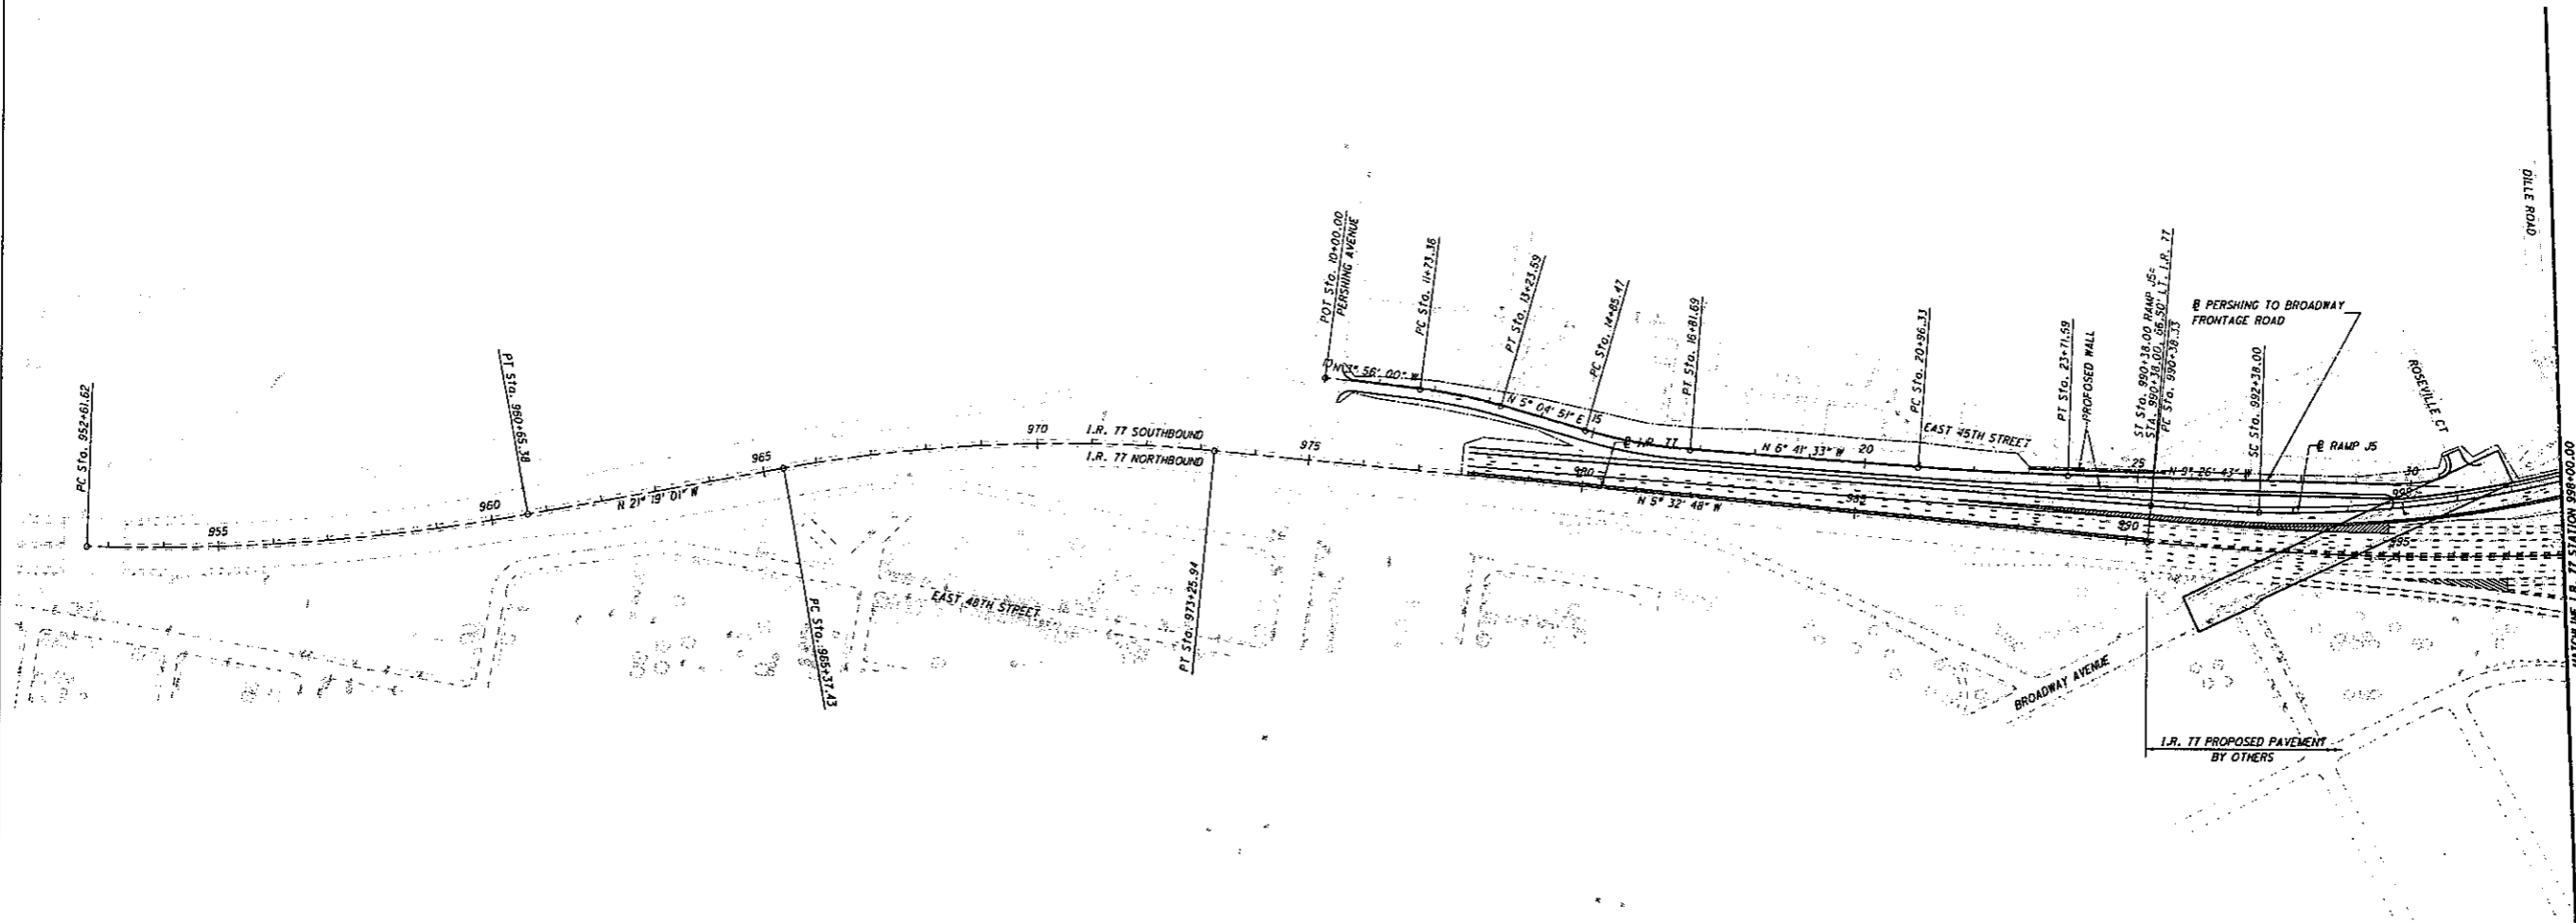 PC Sta. 952+61.62
955
PT Sta. 960+65.38
960
N 21° 19' 01" W
965
PC Sta. 965+37.43
970
I.R. 77 SOUTHBOUND
I.R. 77 NORTHBOUND
PT Sta. 973+25.94
975
EAST 48TH STREET
POT Sta. 10+00.00
PERSHING AVENUE
56' 00" W
PC Sta. 11+73.36
PT Sta. 13+23.59
N 5° 04' 51" E
15
PC Sta. 14+85.47
PT Sta. 16+81.69
I.R. 77
980
N 6° 41' 33" W
20
N 5° 32' 48" W
985
PC Sta. 20+96.33
EAST 45TH STREET
PT Sta. 23+71.59
PROPOSED WALL
25
ST Sta. 990+38.00 RAMP J5=
STA. 990+38.00, 66.50' LT. I.R. 77
PC Sta. 990+38.33
990
N 9° 26' 43" W
SC Sta. 992+38.00
PERSHING TO BROADWAY
FRONTAGE ROAD
RAMP J5
ROSEVILLE CT
30
995
DILLE ROAD
MATCHLINE I.R. 77 STATION 998+00.00
BROADWAY AVENUE
I.R. 77 PROPOSED PAVEMENT
BY OTHERS